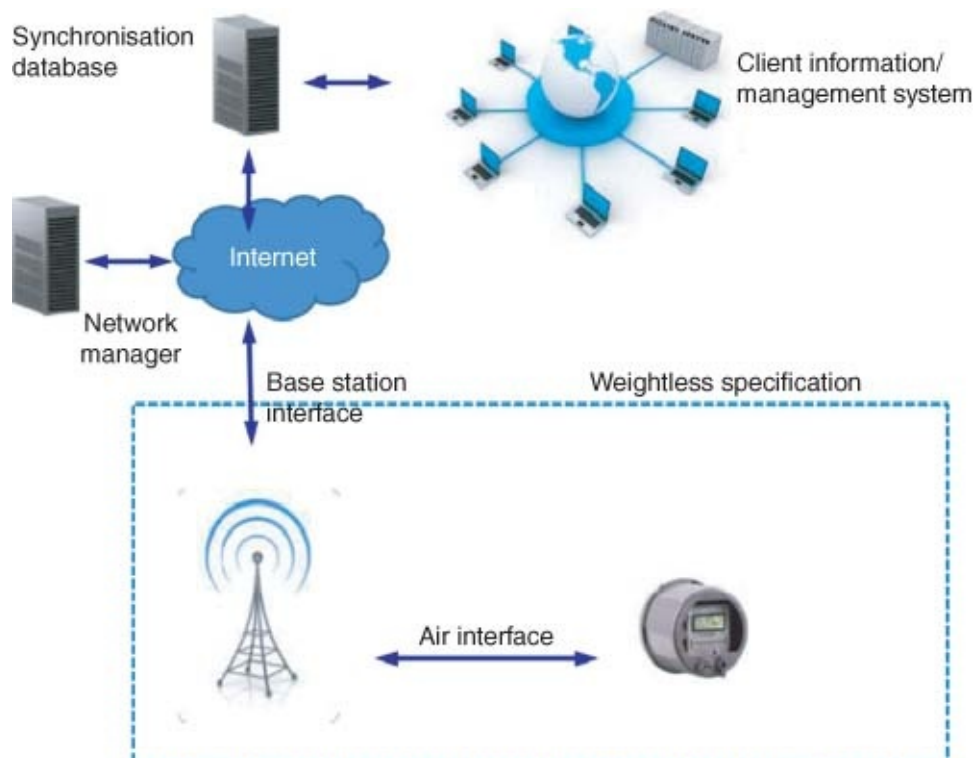 Synchronisation
database
Client information/
management system
Internet
Network
manager
Base station
interface
Weightless specification
Air interface